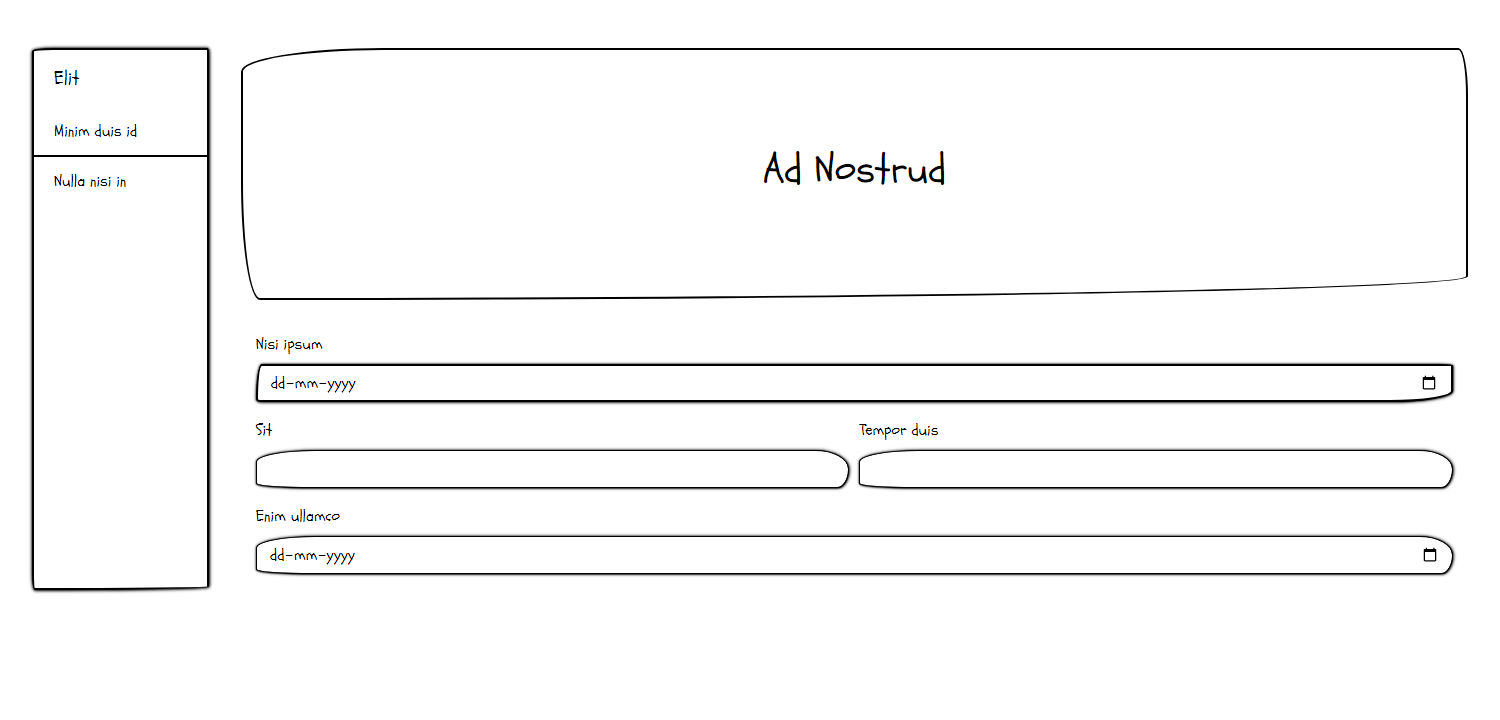 Elit
Minim duis id
Nulla nisi in
Ad Nostrud
Nisi ipsum
dd-mm-yyyy
Sit
Tempor duis
Enim ullamco
dd-mm-yyyy